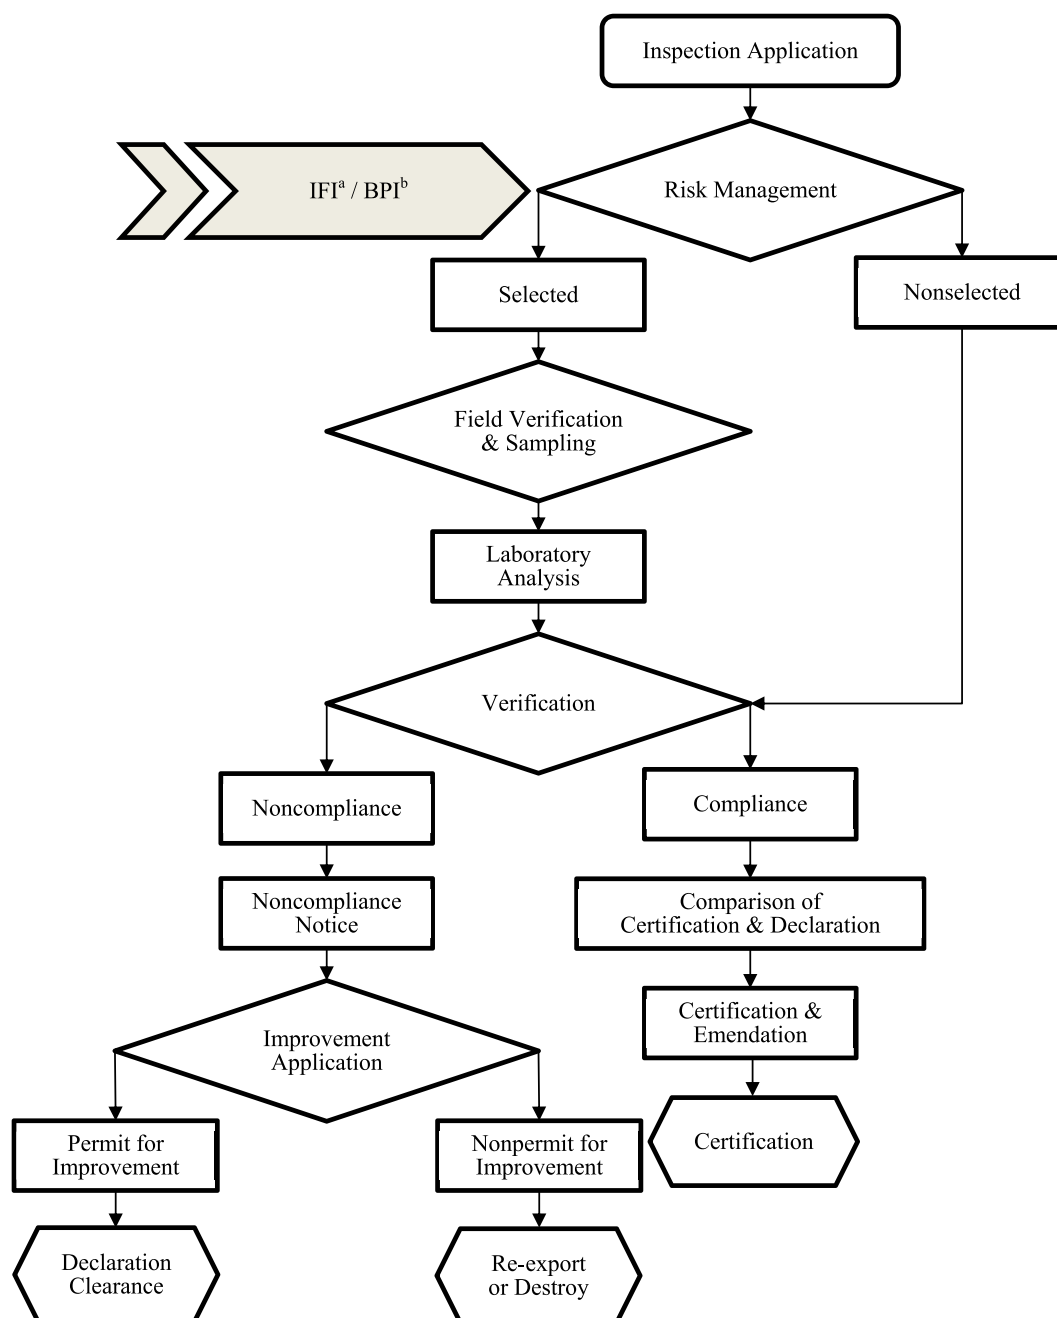 Inspection Application
IFIa / BPIb
Risk Management
Selected
Nonselected
Field Verification
& Sampling
Laboratory
Analysis
Verification
Noncompliance
Compliance
Noncompliance
Notice
Comparison of
Certification & Declaration
Certification &
Emendation
Improvement
Application
Permit for
Improvement
Nonpermit for
Improvement
Certification
Declaration
Clearance
Re-export
or Destroy